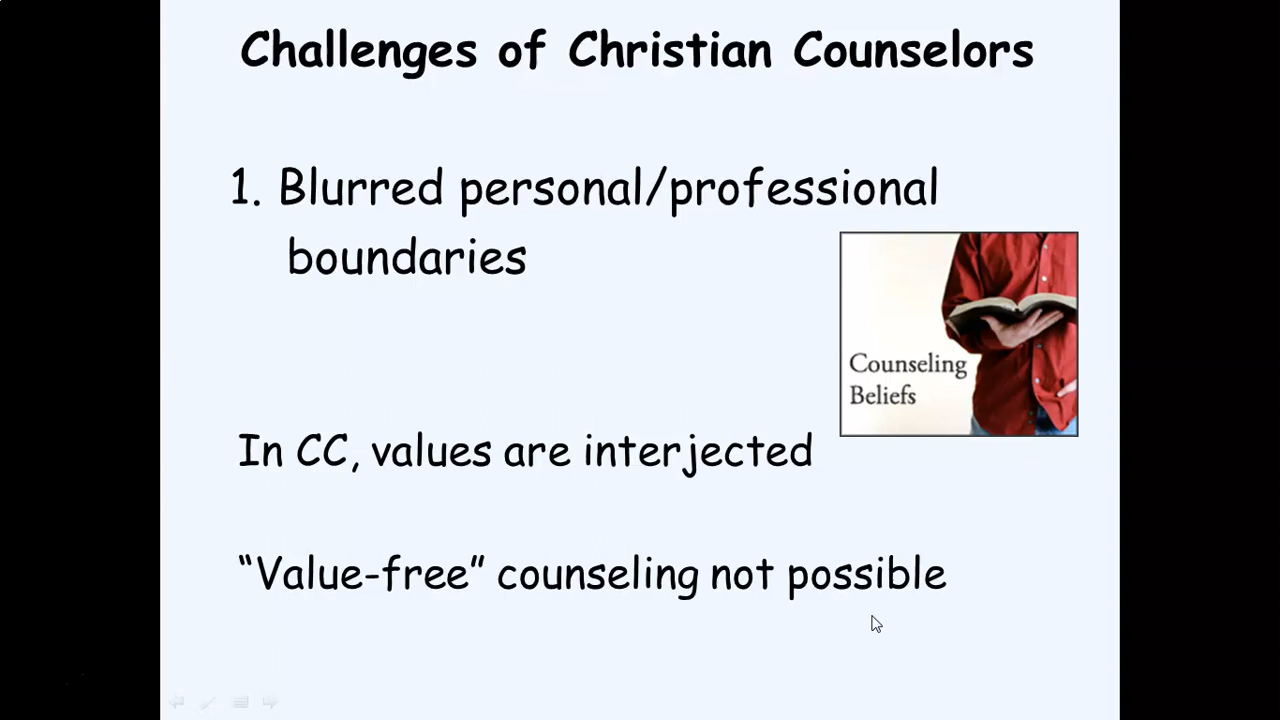 Challenges of Christian Counselors
1. Blurred personal/professional
boundaries
Counseling
Beliefs
In CC, values are interjected
“Value-free” counseling not possible